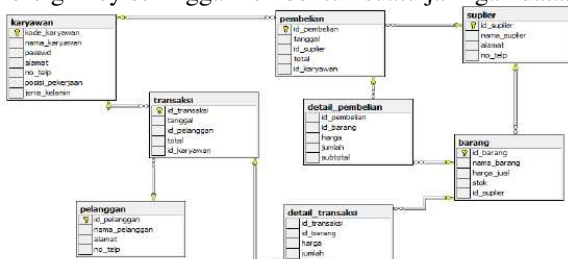 karyawan
kode_karyawan
nama_karyawan
passwd
alamat
no_telp
posisi_pekerjaan
jenis_kelamin
pembelian
id_pembelian
tanggal
id_suplier
total
id_karyawan
suplier
id_suplier
nama_suplier
alamat
no_telp
transaksi
id_transaksi
tanggal
id_pelanggan
total
id_karyawan
detail_pembelian
id_pembelian
id_barang
harga
jumlah
subtotal
barang
id_barang
nama_barang
harga_jual
stok
id_suplier
pelanggan
id_pelanggan
nama_pelanggan
alamat
no_telp
detail_transaksi
id_transaksi
id_barang
harga
jumlah